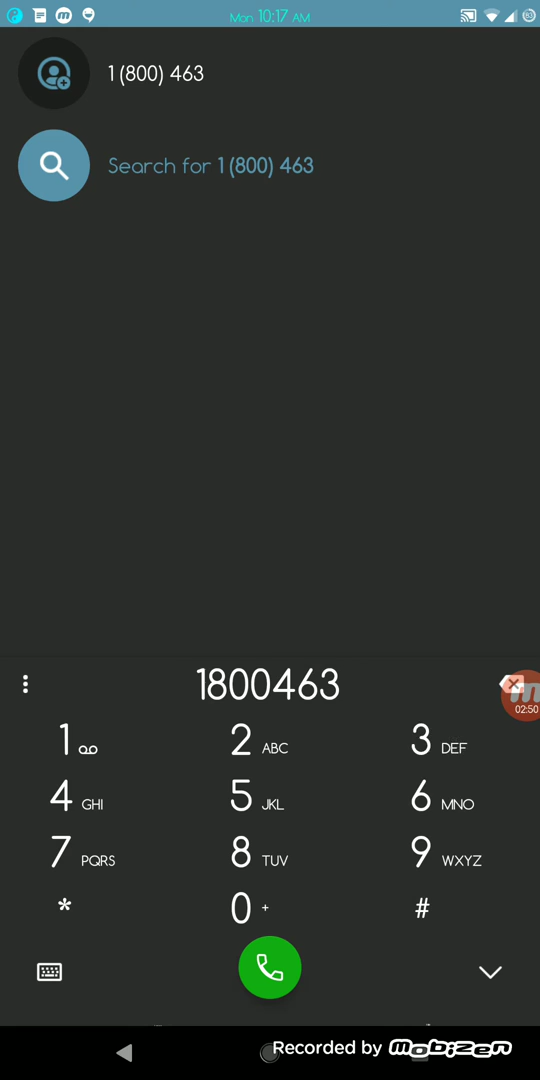 Mon 10:17 AM
83
1 (800) 463
Search for 1 (800) 463
1800463
02:50
1
2 ABC
3 DEF
4 GHI
5 JKL
6 MNO
7 PQRS
8 TUV
9 WXYZ
*
0 +
#
Recorded by mobizen